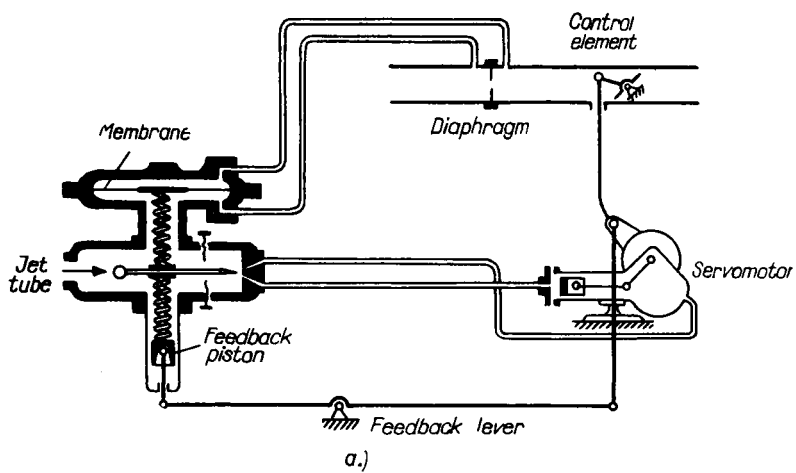 Control
element
Membrane
Diaphragm
Jet
tube
Servomotor
Feedback
piston
Feedback lever
a.)